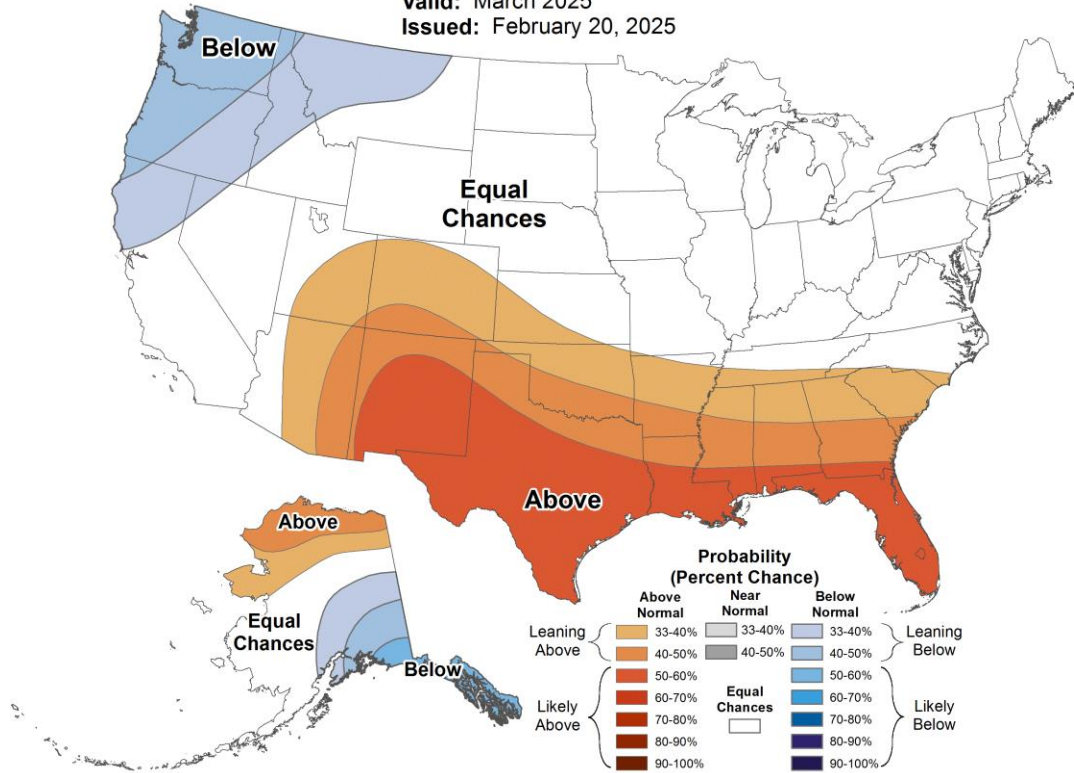 Valid: March 2025
Issued: February 20, 2025
Below
Equal
Chances
Above
Above
Equal
Chances
Below
Probability
(Percent Chance)
Above
Normal
Near
Normal
Below
Normal
Leaning
Above
33-40%
33-40%
33-40%
Leaning
Below
40-50%
40-50%
40-50%
Likely
Above
50-60%
50-60%
Likely
Below
60-70%
Equal
Chances
60-70%
70-80%
70-80%
80-90%
80-90%
90-100%
90-100%